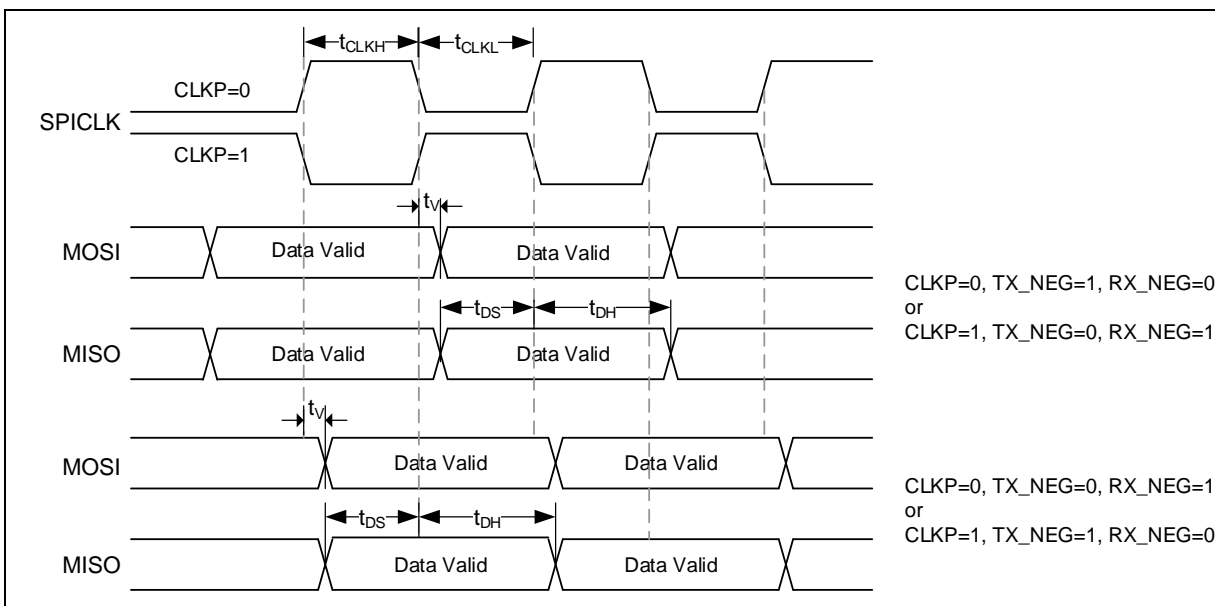 tCLKH tCLKL
CLKP=0
SPICLK
CLKP=1
tV
MOSI Data Valid Data Valid
CLKP=0, TX_NEG=1, RX_NEG=0
or
CLKP=1, TX_NEG=0, RX_NEG=1
tDS tDH
MISO Data Valid Data Valid
tV
MOSI Data Valid Data Valid
CLKP=0, TX_NEG=0, RX_NEG=1
or
CLKP=1, TX_NEG=1, RX_NEG=0
tDS tDH
MISO Data Valid Data Valid